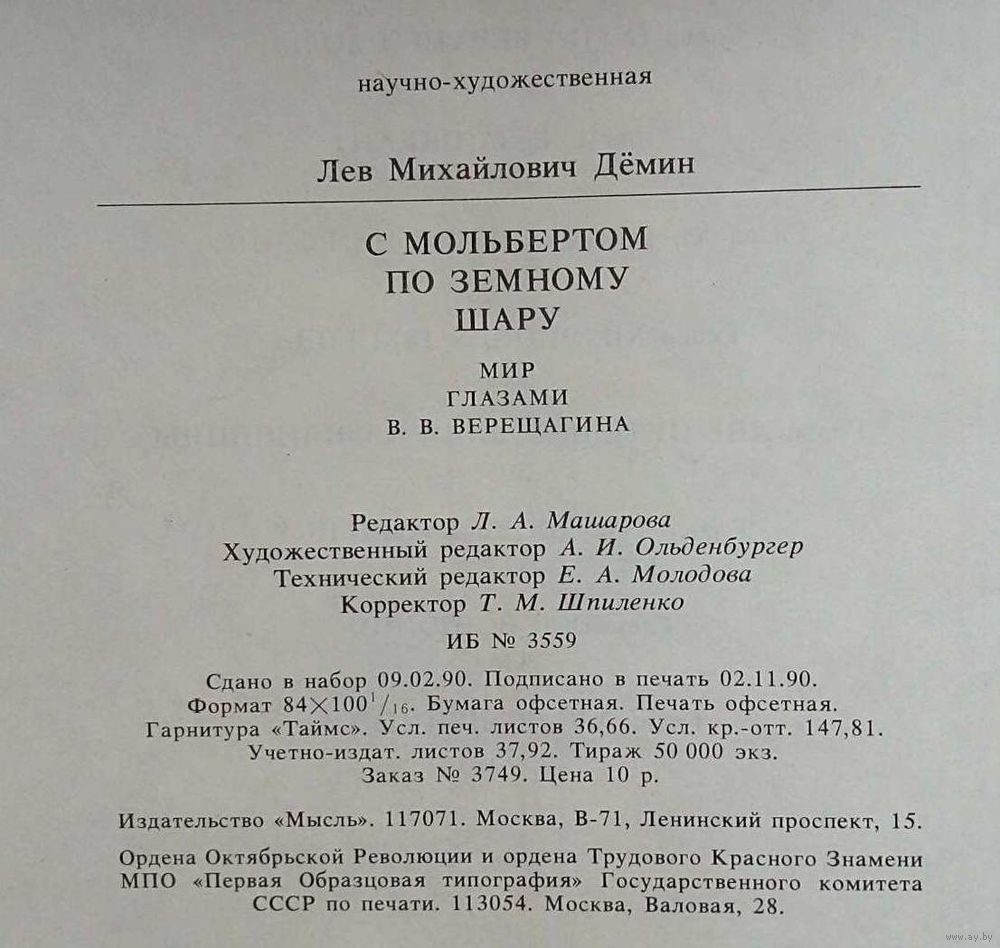 научно-художественная
Лев Михайлович Дёмин
С МОЛЬБЕРТОМ
ПО ЗЕМНОМУ
ШАРУ
МИР
ГЛАЗАМИ
В. В. ВЕРЕЩАГИНА
Редактор Л. А. Машарова
Художественный редактор А. И. Ольденбургер
Технический редактор Е. А. Молодова
Корректор Т. М. Шпиленко
ИБ № 3559
Сдано в набор 09.02.90. Подписано в печать 02.11.90.
Формат 84×100 1/16. Бумага офсетная. Печать офсетная.
Гарнитура «Таймс». Усл. печ. листов 36,66. Усл. кр.-отт. 147,81.
Учетно-издат. листов 37,92. Тираж 50 000 экз.
Заказ № 3749. Цена 10 р.
Издательство «Мысль». 117071. Москва, В-71, Ленинский проспект, 15.
Ордена Октябрьской Революции и ордена Трудового Красного Знамени
МПО «Первая Образцовая типография» Государственного комитета
СССР по печати. 113054. Москва, Валовая, 28.
www.ay.by